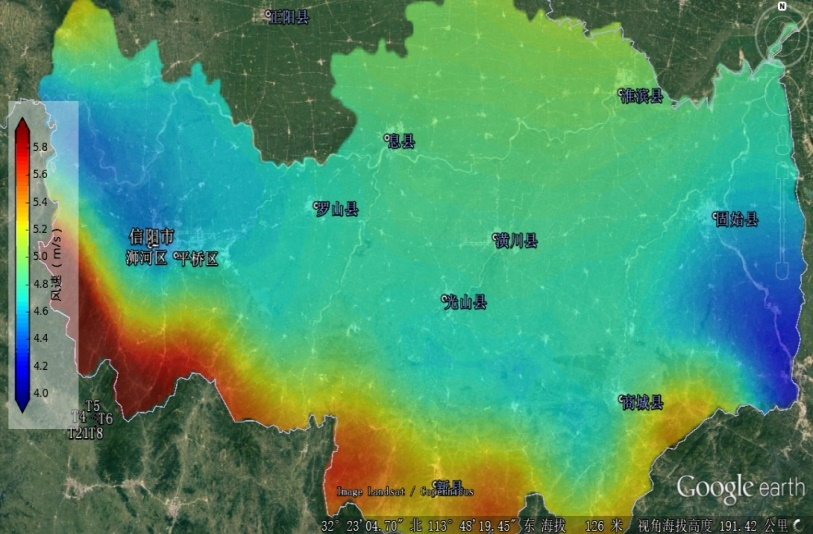 N
正阳县
淮滨县
息县
5.8
5.6
5.4
5.2
5.0
4.8
4.6
4.4
4.2
4.0
风速 (m/s)
罗山县
固始县
信阳市
潢川县
浉河区 平桥区
光山县
商城县
T5
T4 T6
T21T8
新县
Image Landsat / Copernicus
Google earth
32° 23'04.70" 北 113° 48'19.45" 东 海拔 126 米 视角海拔高度 191.42 公里